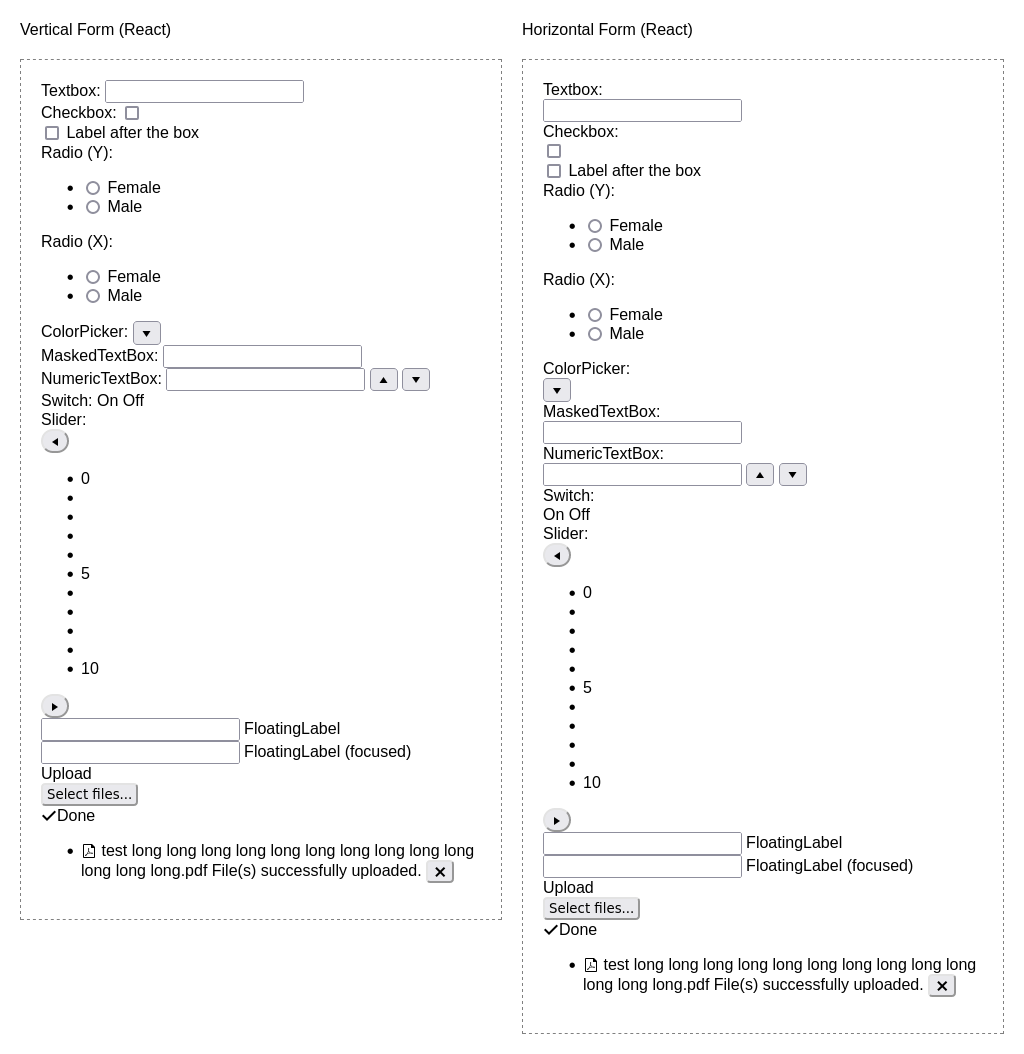 Vertical Form (React)
Textbox:
Checkbox:
Label after the box
Radio (Y):
Female
Male
Radio (X):
Female
Male
ColorPicker:
MaskedTextBox:
NumericTextBox:
Switch: On Off
Slider:
0
5
10
FloatingLabel
FloatingLabel (focused)
Upload
Select files...
Done
test long long long long long long long long long long
long long long.pdf File(s) successfully uploaded.
Horizontal Form (React)
Textbox:
Checkbox:
Label after the box
Radio (Y):
Female
Male
Radio (X):
Female
Male
ColorPicker:
MaskedTextBox:
NumericTextBox:
Switch:
On Off
Slider:
0
5
10
FloatingLabel
FloatingLabel (focused)
Upload
Select files...
Done
test long long long long long long long long long long
long long long.pdf File(s) successfully uploaded.